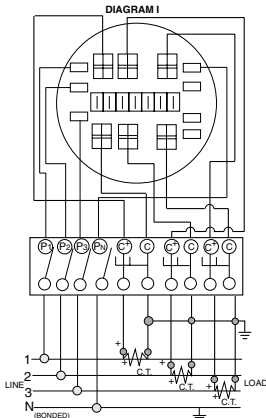 DIAGRAM I
P1 P2 P3 PN C+ C C+ C C+ C
+ +
1
C.T.
+ +
LINE 2 LOAD
C.T.
+ +
3
C.T.
N
(BONDED)